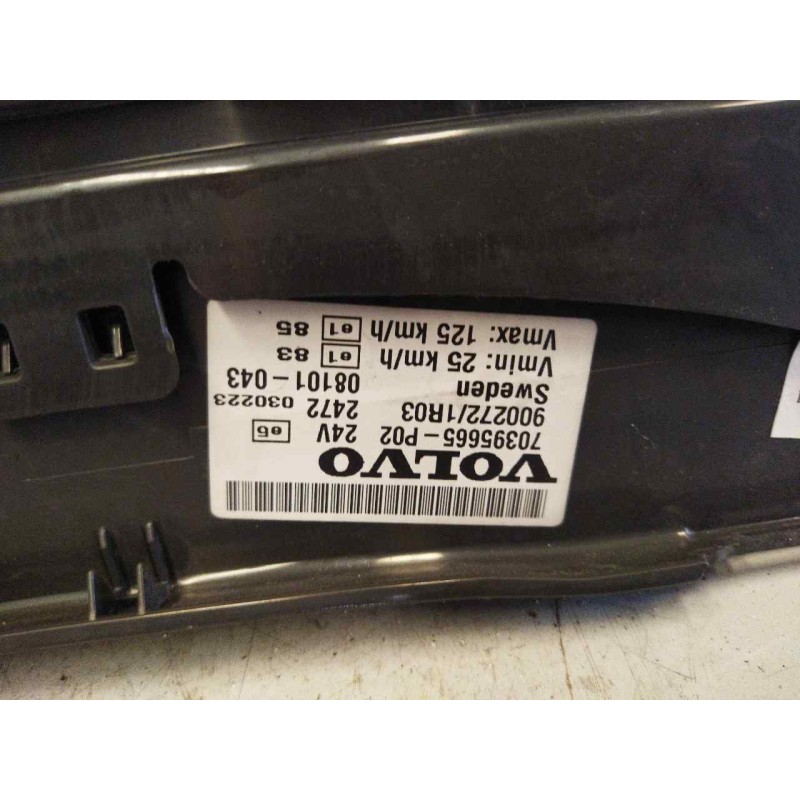 VOLVO
70395665-P02 24V e5
900272/1R03 2472 030223
Sweden 08101-043
Vmin: 25 km/h e1 83
Vmax: 125 km/h e1 85